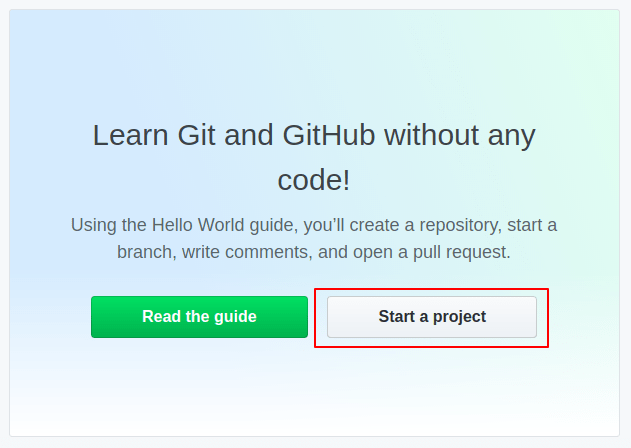 Learn Git and GitHub without any
code!
Using the Hello World guide, you’ll create a repository, start a
branch, write comments, and open a pull request.
Read the guide
Start a project